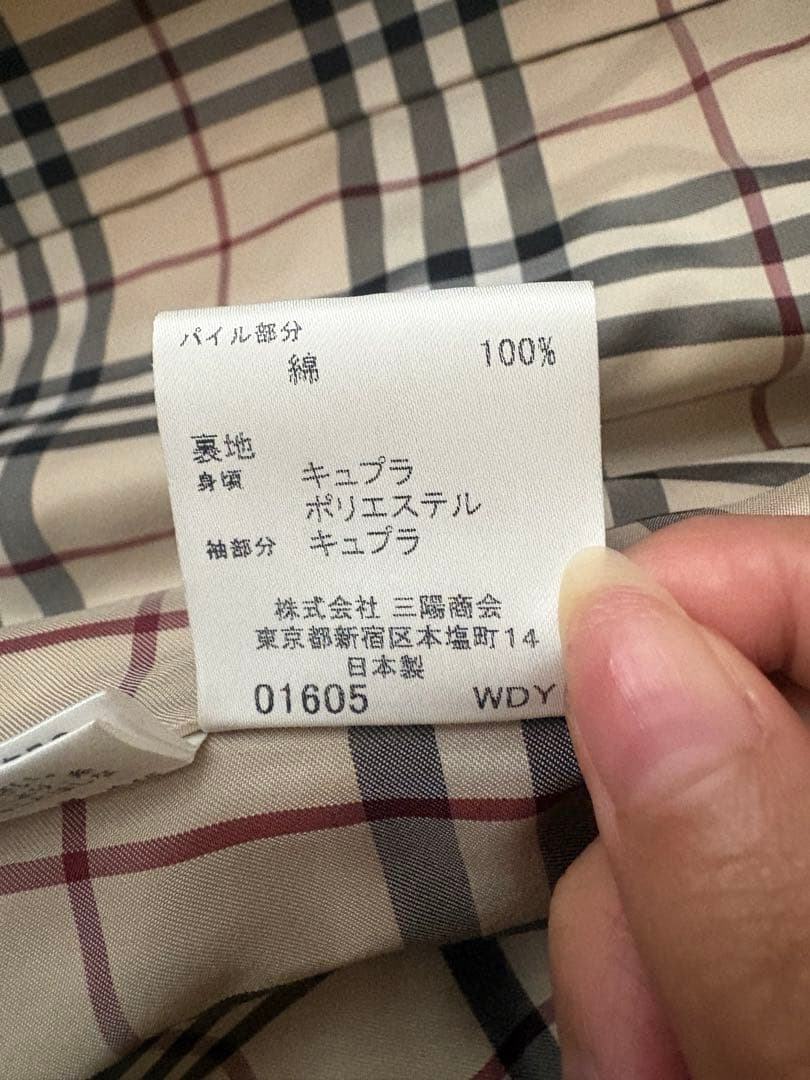 パイル部分
綿 100%
裏地
身頃 キュプラ
ポリエステル
袖部分 キュプラ
株式会社 三陽商会
東京都新宿区本塩町14
日本製
01605 WDY